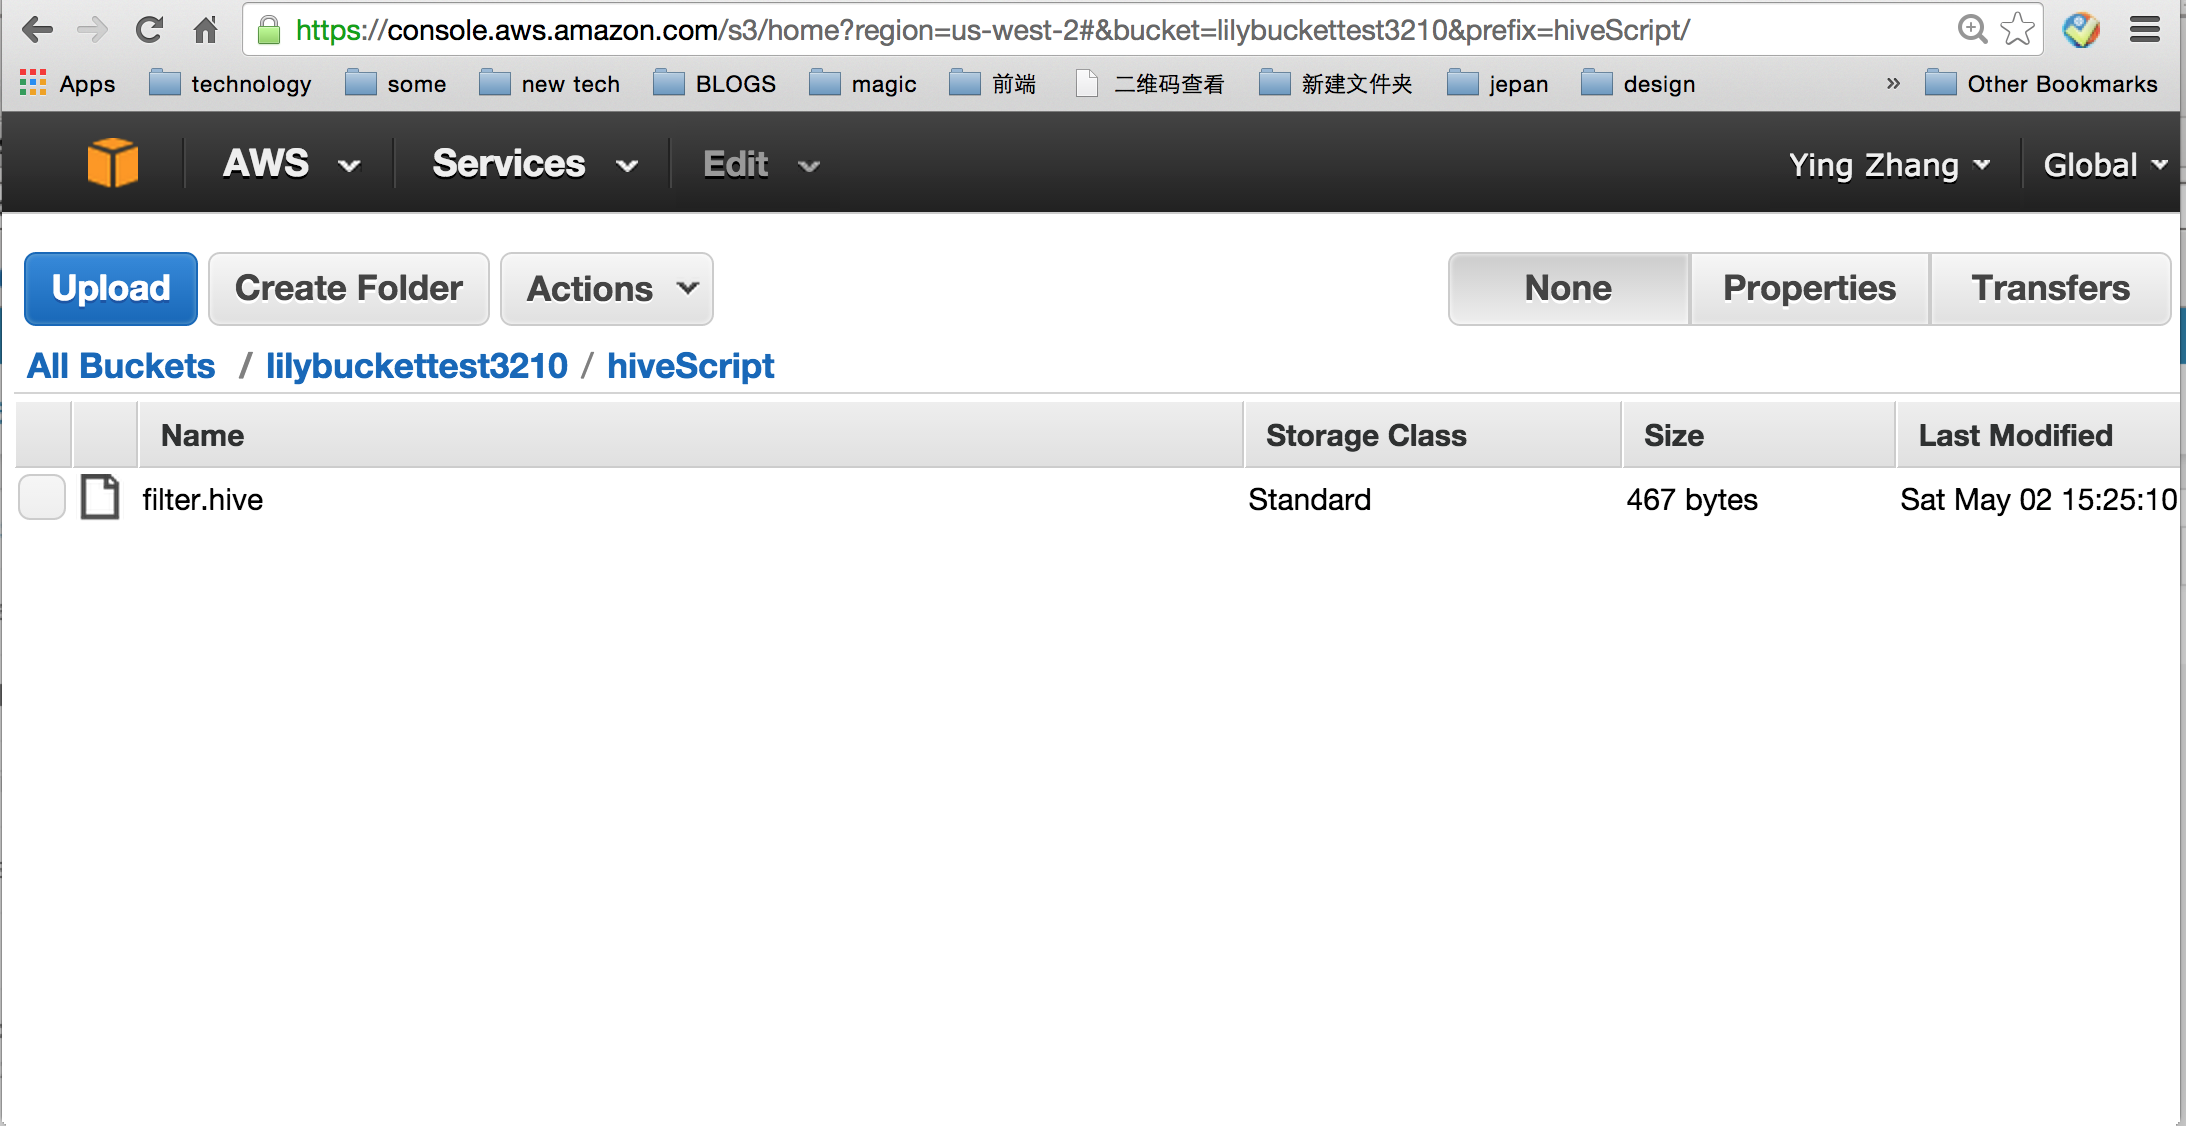 https://console.aws.amazon.com/s3/home?region=us-west-2#&bucket=lilybuckettest3210&prefix=hiveScript/
Apps technology some new tech BLOGS magic 前端 二维码查看 新建文件夹 jepan design » Other Bookmarks
AWS Services Edit Ying Zhang Global
Upload Create Folder Actions None Properties Transfers
All Buckets / lilybuckettest3210 / hiveScript
Name Storage Class Size Last Modified
filter.hive Standard 467 bytes Sat May 02 15:25:10